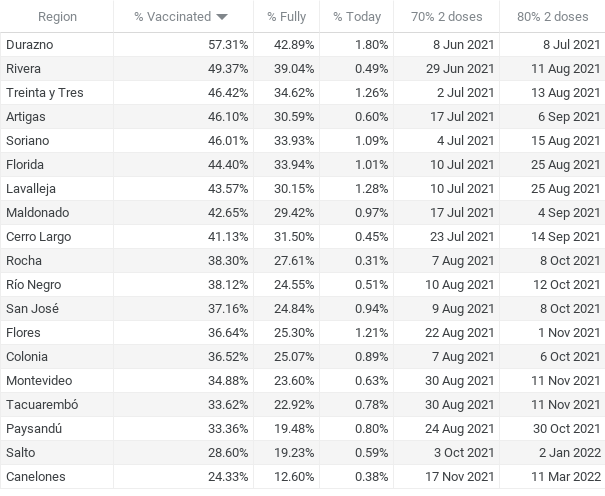 Region % Vaccinated % Fully % Today 70% 2 doses 80% 2 doses
Durazno 57.31% 42.89% 1.80% 8 Jun 2021 8 Jul 2021
Rivera 49.37% 39.04% 0.49% 29 Jun 2021 11 Aug 2021
Treinta y Tres 46.42% 34.62% 1.26% 2 Jul 2021 13 Aug 2021
Artigas 46.10% 30.59% 0.60% 17 Jul 2021 6 Sep 2021
Soriano 46.01% 33.93% 1.09% 4 Jul 2021 15 Aug 2021
Florida 44.40% 33.94% 1.01% 10 Jul 2021 25 Aug 2021
Lavalleja 43.57% 30.15% 1.28% 10 Jul 2021 25 Aug 2021
Maldonado 42.65% 29.42% 0.97% 17 Jul 2021 4 Sep 2021
Cerro Largo 41.13% 31.50% 0.45% 23 Jul 2021 14 Sep 2021
Rocha 38.30% 27.61% 0.31% 7 Aug 2021 8 Oct 2021
Río Negro 38.12% 24.55% 0.51% 10 Aug 2021 12 Oct 2021
San José 37.16% 24.84% 0.94% 9 Aug 2021 8 Oct 2021
Flores 36.64% 25.30% 1.21% 22 Aug 2021 1 Nov 2021
Colonia 36.52% 25.07% 0.89% 7 Aug 2021 6 Oct 2021
Montevideo 34.88% 23.60% 0.63% 30 Aug 2021 11 Nov 2021
Tacuarembó 33.62% 22.92% 0.78% 30 Aug 2021 11 Nov 2021
Paysandú 33.36% 19.48% 0.80% 24 Aug 2021 30 Oct 2021
Salto 28.60% 19.23% 0.59% 3 Oct 2021 2 Jan 2022
Canelones 24.33% 12.60% 0.38% 17 Nov 2021 11 Mar 2022